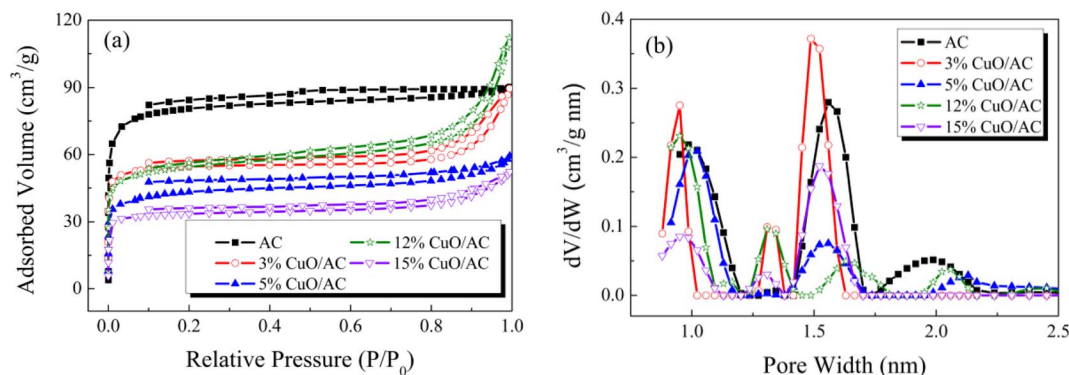 (a)
Adsorbed Volume (cm³/g)
120
90
60
30
0
AC
3% CuO/AC
5% CuO/AC
12% CuO/AC
15% CuO/AC
0.0 0.2 0.4 0.6 0.8 1.0
Relative Pressure (P/P₀)
(b)
dV/dW (cm³/g nm)
0.4
0.3
0.2
0.1
0.0
AC
3% CuO/AC
5% CuO/AC
12% CuO/AC
15% CuO/AC
1.0 1.5 2.0 2.5
Pore Width (nm)